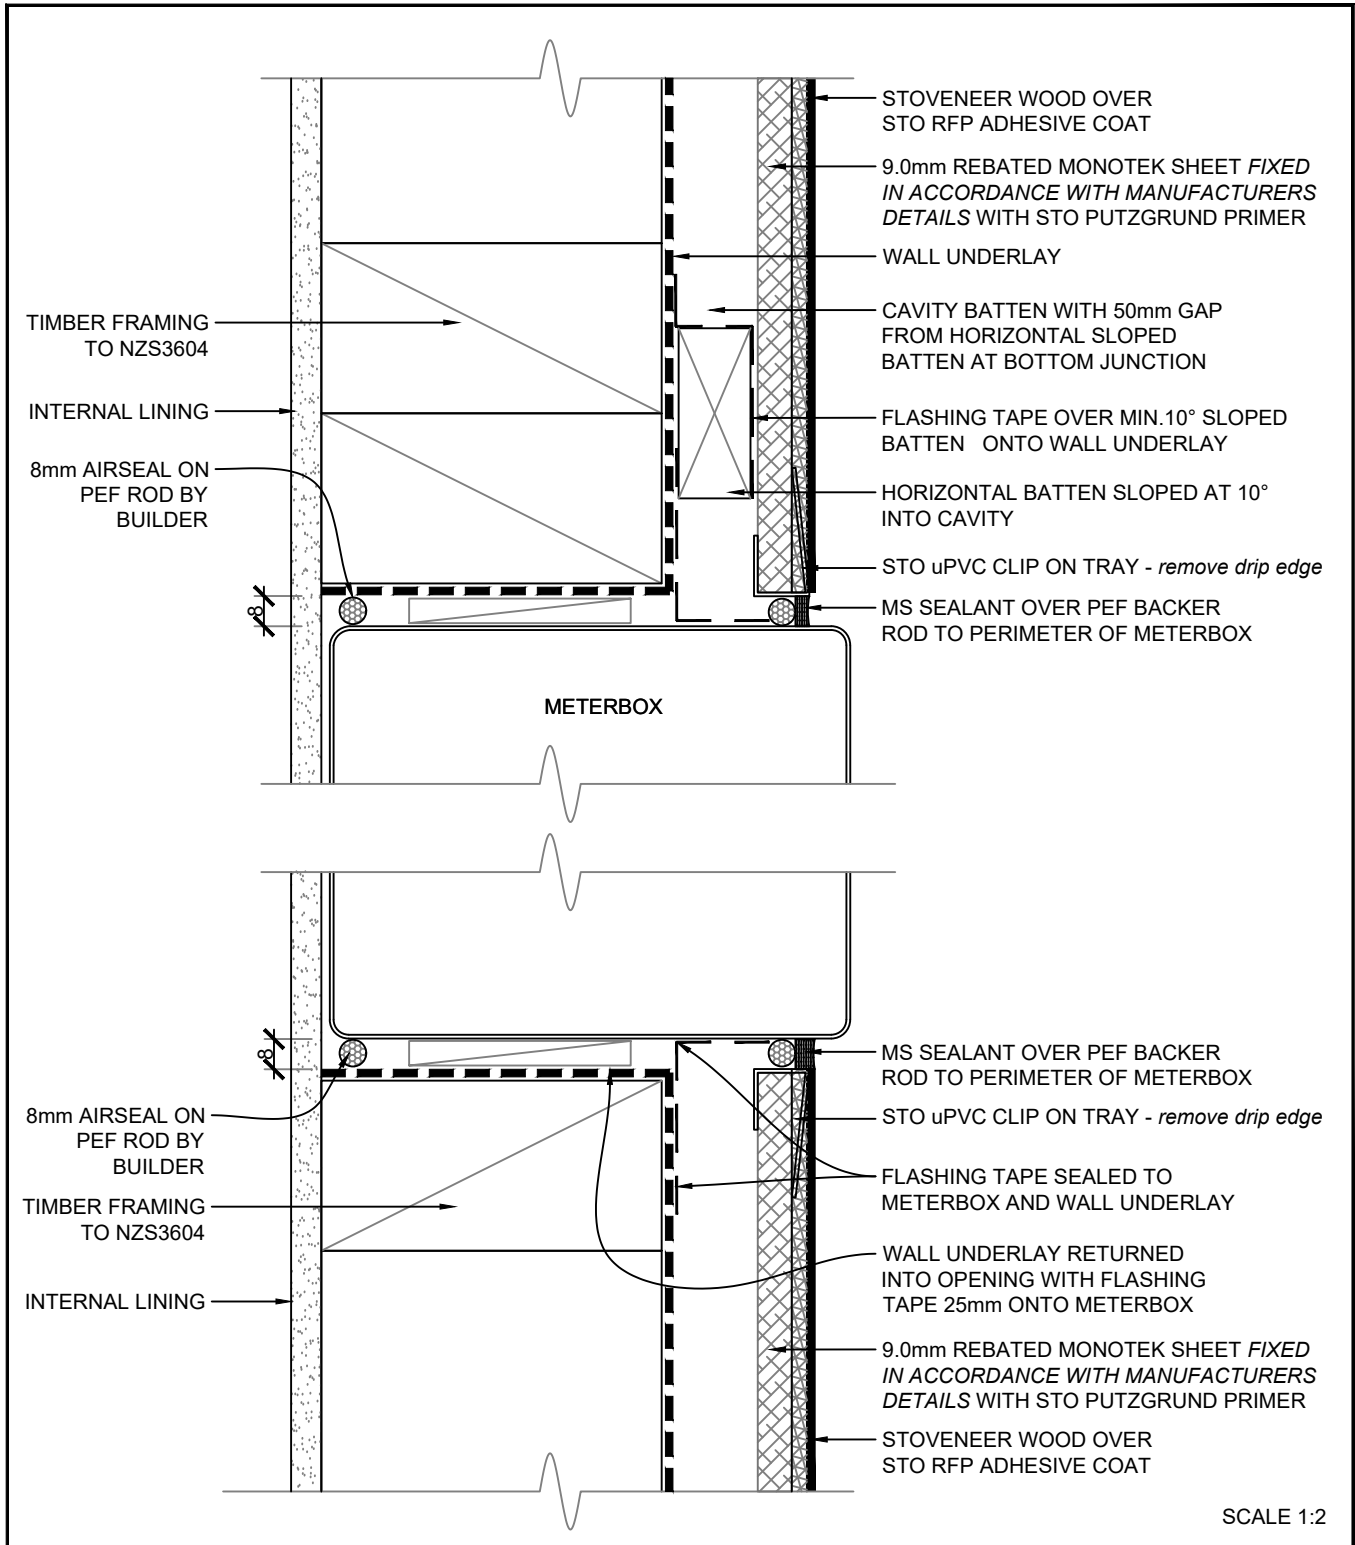 STOVENEER WOOD OVER
STO RFP ADHESIVE COAT
9.0mm REBATED MONOTEK SHEET FIXED
IN ACCORDANCE WITH MANUFACTURERS
DETAILS WITH STO PUTZGRUND PRIMER
WALL UNDERLAY
CAVITY BATTEN WITH 50mm GAP
FROM HORIZONTAL SLOPED
BATTEN AT BOTTOM JUNCTION
FLASHING TAPE OVER MIN.10° SLOPED
BATTEN ONTO WALL UNDERLAY
HORIZONTAL BATTEN SLOPED AT 10°
INTO CAVITY
STO uPVC CLIP ON TRAY - remove drip edge
MS SEALANT OVER PEF BACKER
ROD TO PERIMETER OF METERBOX
TIMBER FRAMING
TO NZS3604
INTERNAL LINING
8mm AIRSEAL ON
PEF ROD BY
BUILDER
8
METERBOX
8
8mm AIRSEAL ON
PEF ROD BY
BUILDER
TIMBER FRAMING
TO NZS3604
INTERNAL LINING
MS SEALANT OVER PEF BACKER
ROD TO PERIMETER OF METERBOX
STO uPVC CLIP ON TRAY - remove drip edge
FLASHING TAPE SEALED TO
METERBOX AND WALL UNDERLAY
WALL UNDERLAY RETURNED
INTO OPENING WITH FLASHING
TAPE 25mm ONTO METERBOX
9.0mm REBATED MONOTEK SHEET FIXED
IN ACCORDANCE WITH MANUFACTURERS
DETAILS WITH STO PUTZGRUND PRIMER
STOVENEER WOOD OVER
STO RFP ADHESIVE COAT
SCALE 1:2